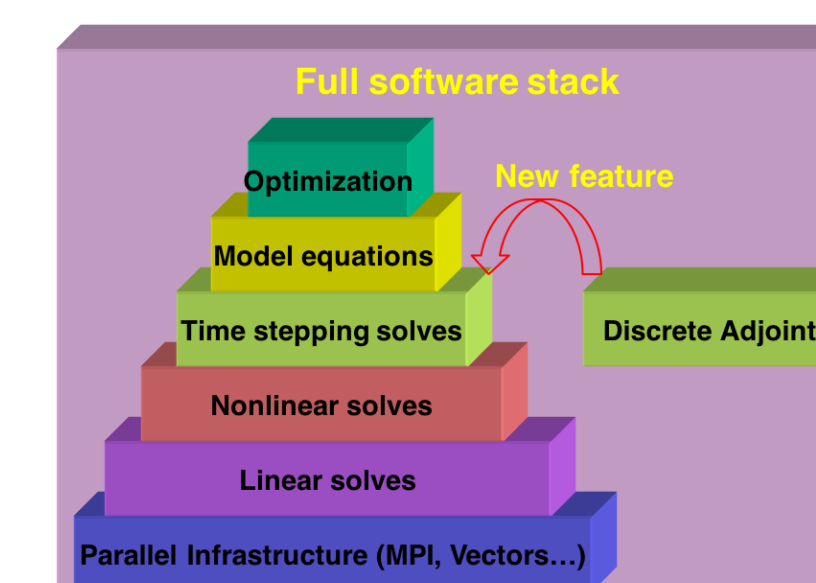 Full software stack
Optimization
New feature
Model equations
Time stepping solves
Discrete Adjoint
Nonlinear solves
Linear solves
Parallel Infrastructure (MPI, Vectors...)